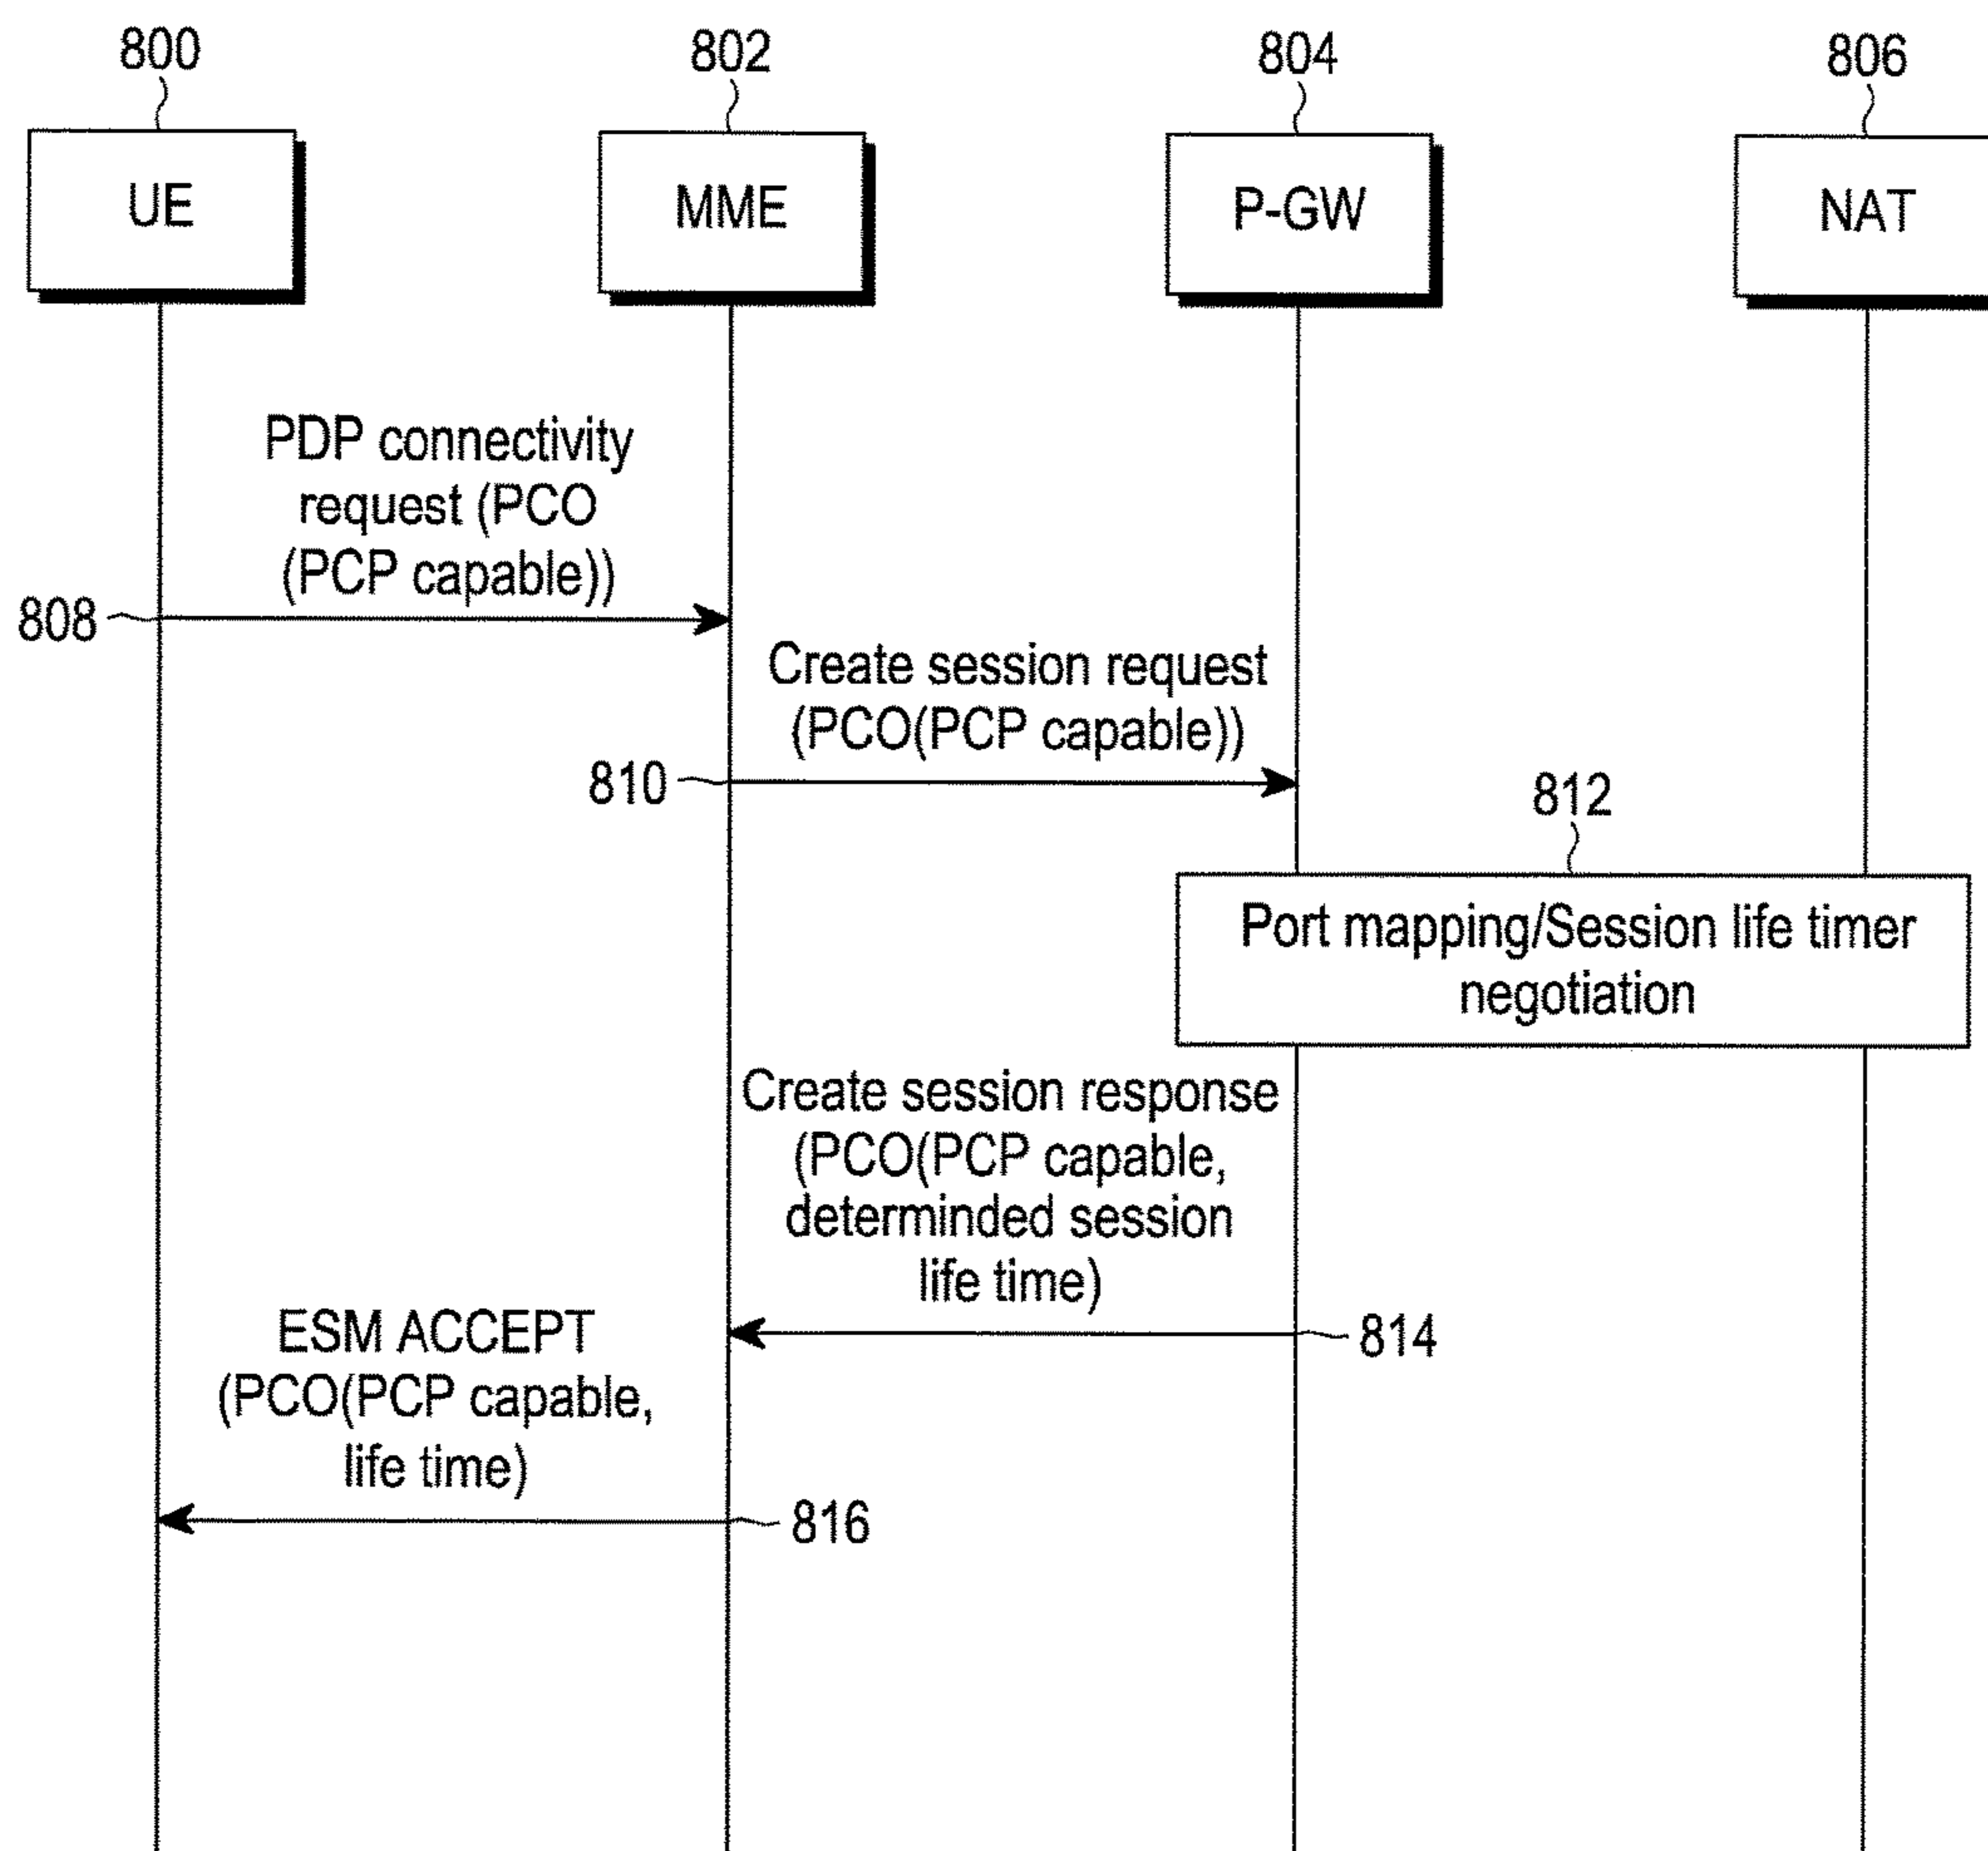 800
802
804
806
UE
MME
P-GW
NAT
PDP connectivity
request (PCO
(PCP capable))
808
Create session request
(PCO(PCP capable))
810
812
Port mapping/Session life timer
negotiation
Create session response
(PCO(PCP capable,
determinded session
life time)
814
ESM ACCEPT
(PCO(PCP capable,
life time)
816